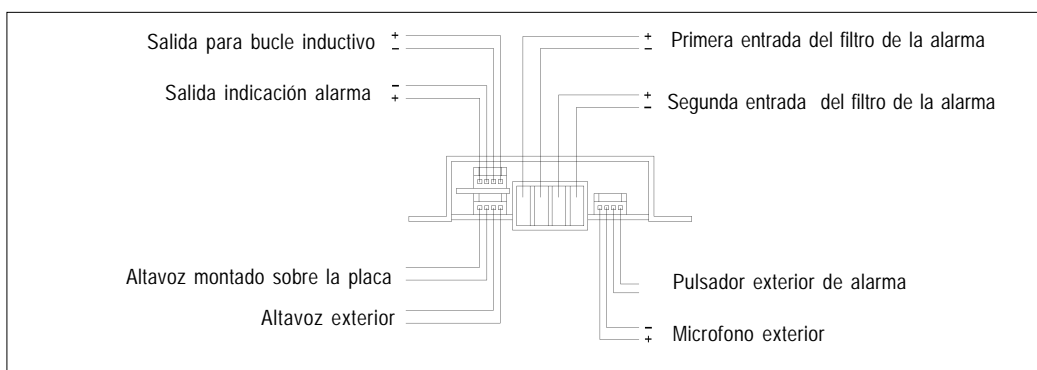 Salida para bucle inductivo + −
Salida indicación alarma − +
+ − Primera entrada del filtro de la alarma
+ − Segunda entrada del filtro de la alarma
Altavoz montado sobre la placa
Altavoz exterior
Pulsador exterior de alarma
− + Microfono exterior